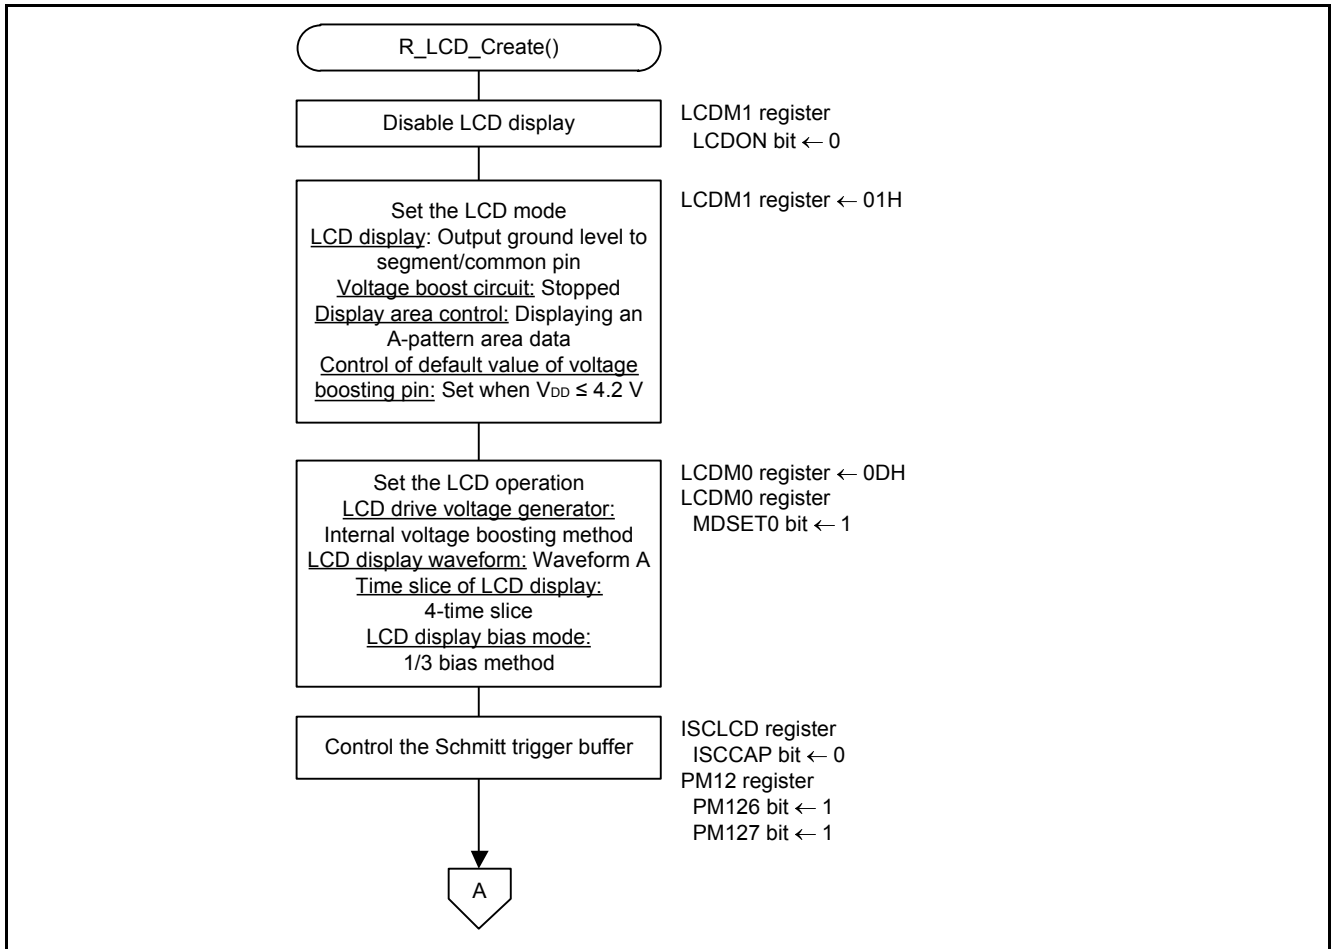 R_LCD_Create()
Disable LCD display
LCDM1 register
LCDON bit ← 0
Set the LCD mode
LCD display: Output ground level to
segment/common pin
Voltage boost circuit: Stopped
Display area control: Displaying an
A-pattern area data
Control of default value of voltage
boosting pin: Set when VDD ≤ 4.2 V
LCDM1 register ← 01H
Set the LCD operation
LCD drive voltage generator:
Internal voltage boosting method
LCD display waveform: Waveform A
Time slice of LCD display:
4-time slice
LCD display bias mode:
1/3 bias method
LCDM0 register ← 0DH
LCDM0 register
MDSET0 bit ← 1
Control the Schmitt trigger buffer
ISCLCD register
ISCCAP bit ← 0
PM12 register
PM126 bit ← 1
PM127 bit ← 1
A